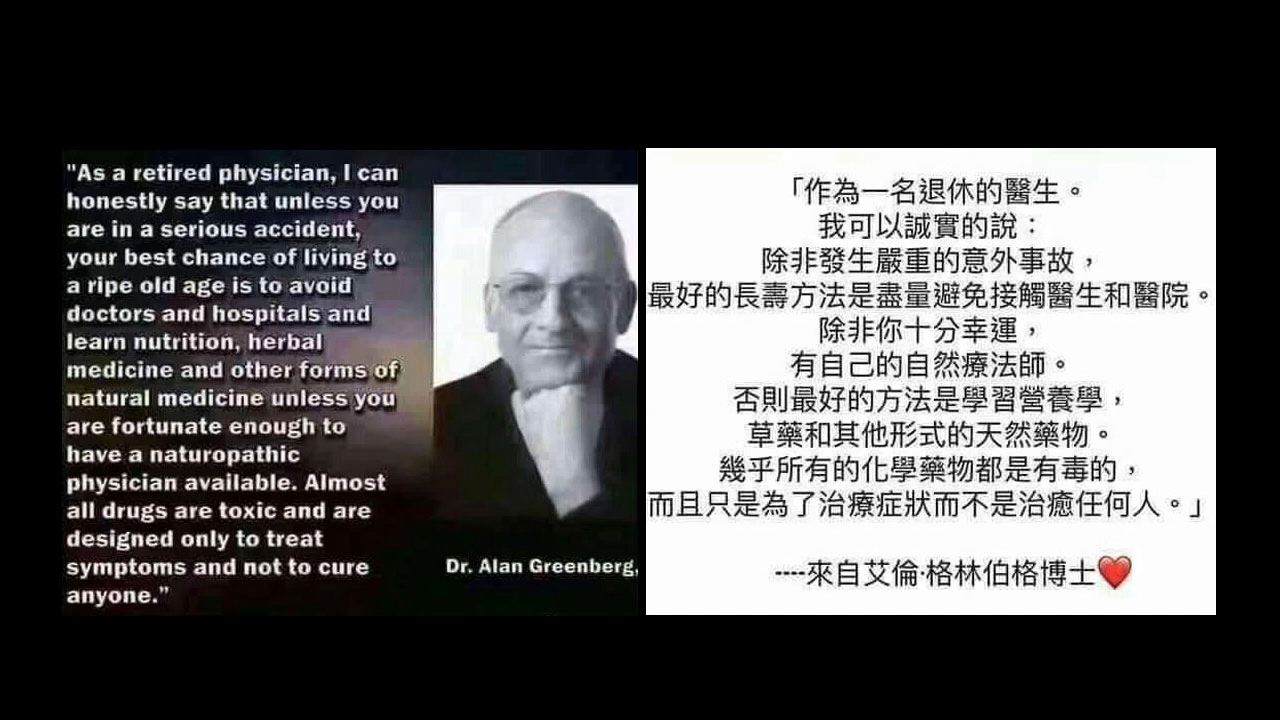 "As a retired physician, I can
honestly say that unless you
are in a serious accident,
your best chance of living to
a ripe old age is to avoid
doctors and hospitals and
learn nutrition, herbal
medicine and other forms of
natural medicine unless you
are fortunate enough to
have a naturopathic
physician available. Almost
all drugs are toxic and are
designed only to treat
symptoms and not to cure
anyone."
Dr. Alan Greenberg,
「作為一名退休的醫生。
我可以誠實的說：
除非發生嚴重的意外事故，
最好的長壽方法是盡量避免接觸醫生和醫院。
除非你十分幸運，
有自己的自然療法師。
否則最好的方法是學習營養學，
草藥和其他形式的天然藥物。
幾乎所有的化學藥物都是有毒的，
而且只是為了治療症狀而不是治癒任何人。」
----來自艾倫·格林伯格博士❤️